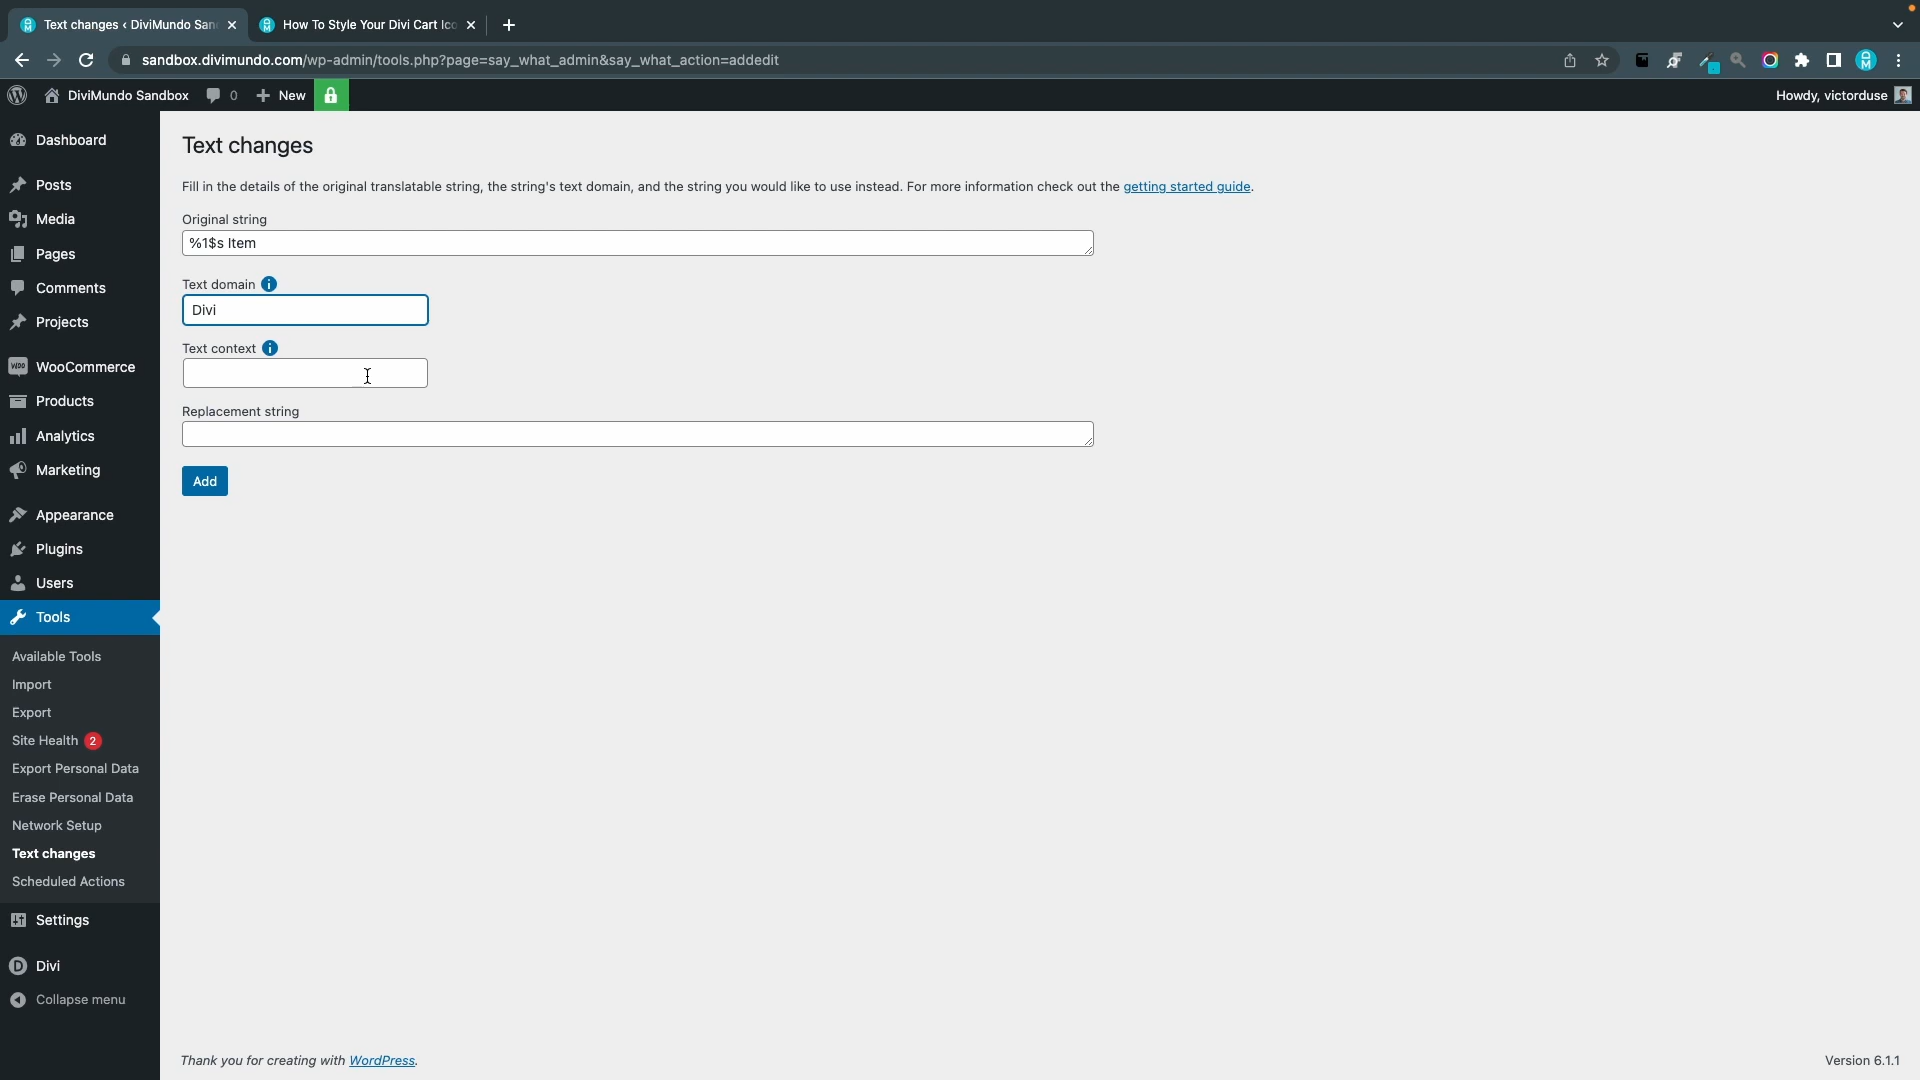 Text changes ‹ DiviMundo San
How To Style Your Divi Cart Ico
sandbox.divimundo.com/wp-admin/tools.php?page=say_what_admin&say_what_action=addedit
DiviMundo Sandbox
0
New
Howdy, victorduse
Dashboard
Posts
Media
Pages
Comments
Projects
WooCommerce
Products
Analytics
Marketing
Appearance
Plugins
Users
Tools
Available Tools
Import
Export
Site Health 2
Export Personal Data
Erase Personal Data
Network Setup
Text changes
Scheduled Actions
Settings
Divi
Collapse menu
Text changes
Fill in the details of the original translatable string, the string's text domain, and the string you would like to use instead. For more information check out the getting started guide.
Original string
%1$s Item
Text domain
Divi
Text context
Replacement string
Add
Thank you for creating with WordPress.
Version 6.1.1